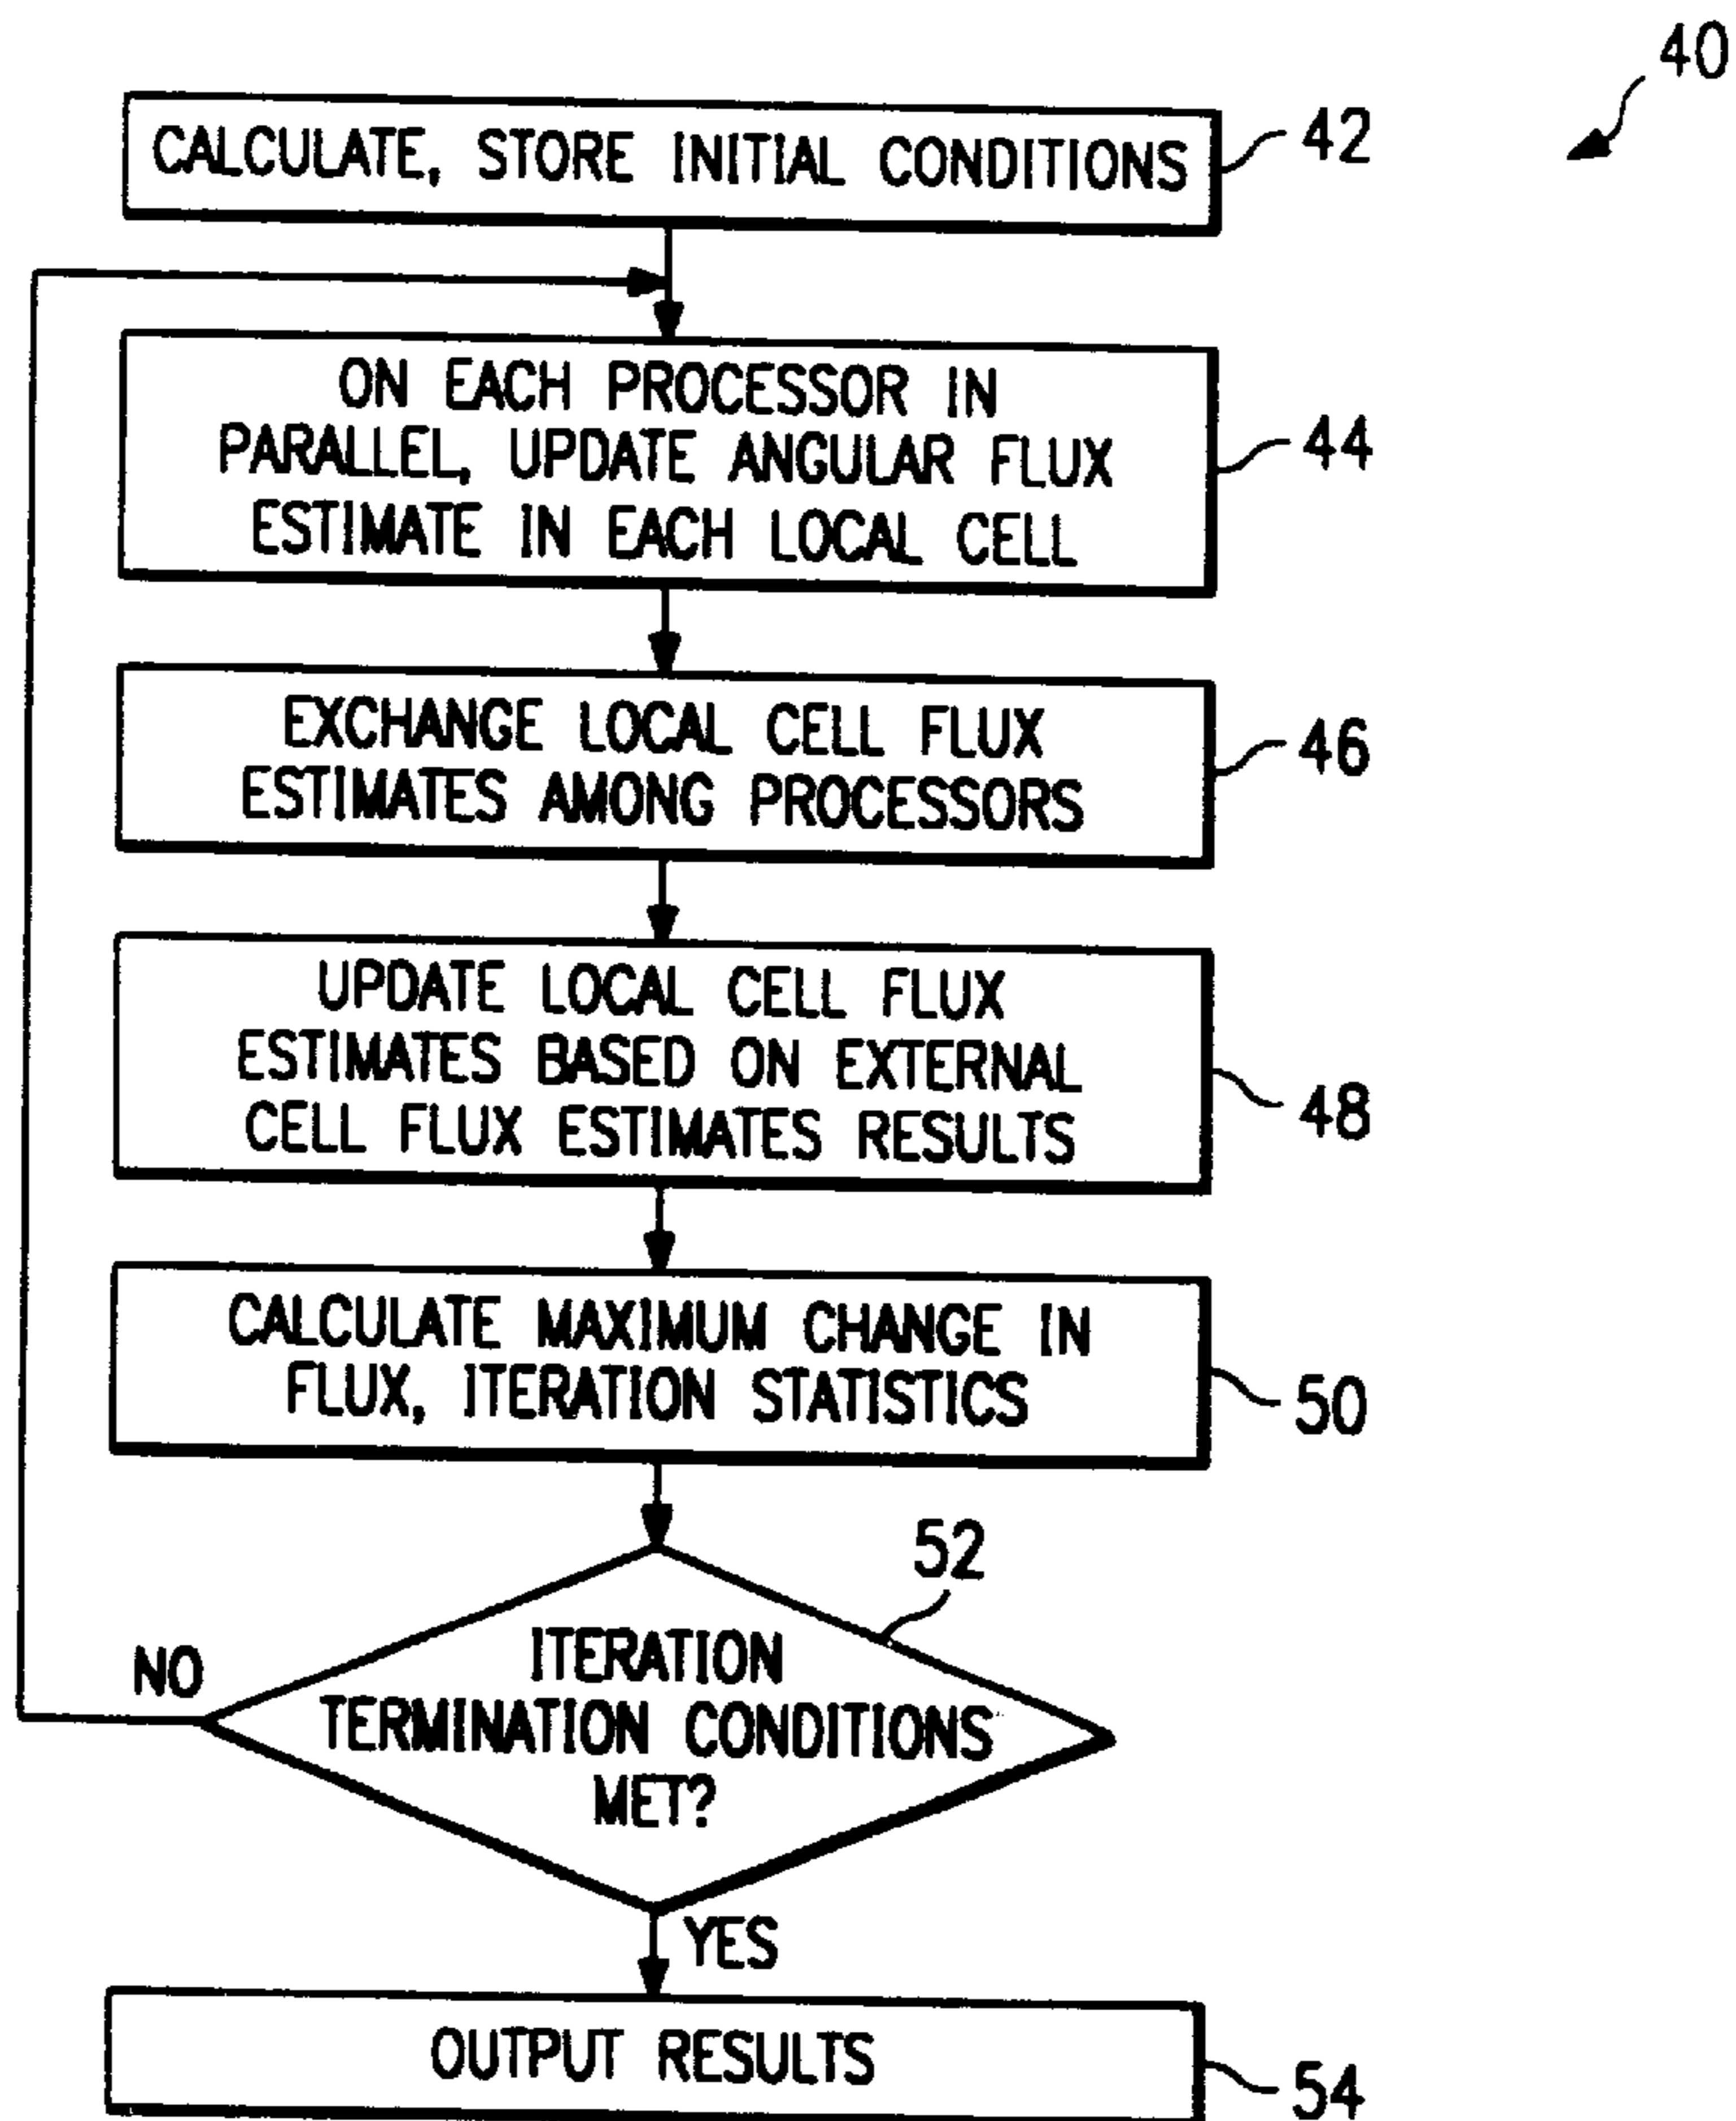 40
CALCULATE, STORE INITIAL CONDITIONS
42
ON EACH PROCESSOR IN
PARALLEL, UPDATE ANGULAR FLUX
ESTIMATE IN EACH LOCAL CELL
44
EXCHANGE LOCAL CELL FLUX
ESTIMATES AMONG PROCESSORS
46
UPDATE LOCAL CELL FLUX
ESTIMATES BASED ON EXTERNAL
CELL FLUX ESTIMATES RESULTS
48
CALCULATE MAXIMUM CHANGE IN
FLUX, ITERATION STATISTICS
50
52
ITERATION
TERMINATION CONDITIONS
MET?
NO
YES
OUTPUT RESULTS
54